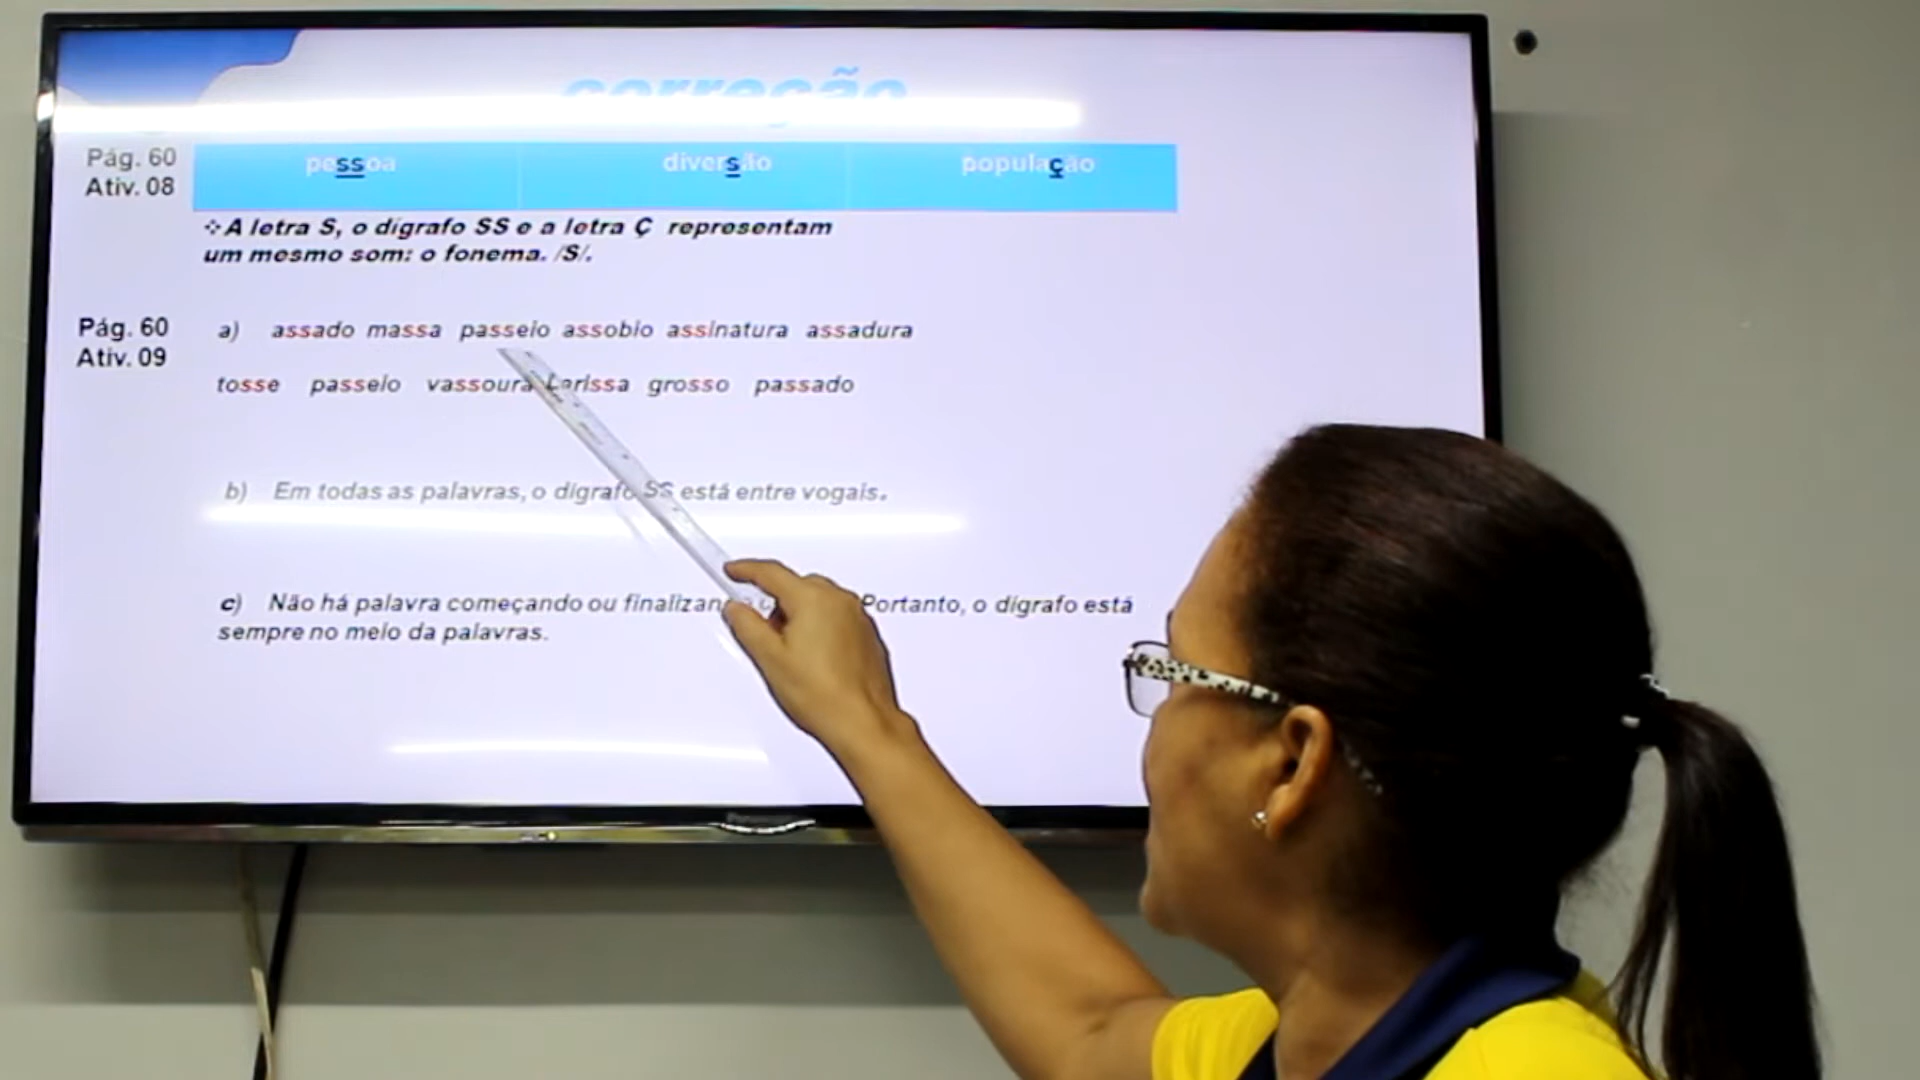 correção
Pág. 60
Ativ. 08
pessoa diversão população
❖A letra S, o dígrafo SS e a letra Ç representam
um mesmo som: o fonema. /S/.
Pág. 60
Ativ. 09
a) assado massa passeio assobio assinatura assadura
tosse passeio vassoura Larissa grosso passado
b) Em todas as palavras, o dígrafo SS está entre vogais.
c) Não há palavra começando ou Portanto, o dígrafo está
sempre no meio da palavras.